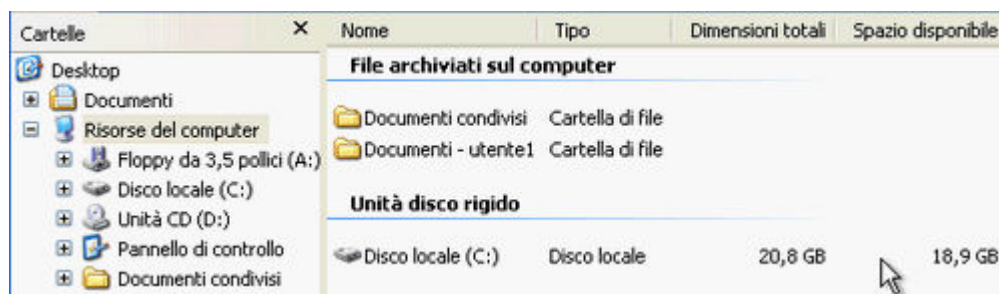 Cartelle
Desktop
Documenti
Risorse del computer
Floppy da 3,5 pollici (A:)
Disco locale (C:)
Unità CD (D:)
Pannello di controllo
Documenti condivisi
Nome Tipo Dimensioni totali Spazio disponibile
File archiviati sul computer
Documenti condivisi Cartella di file
Documenti - utente1 Cartella di file
Unità disco rigido
Disco locale (C:) Disco locale 20,8 GB 18,9 GB